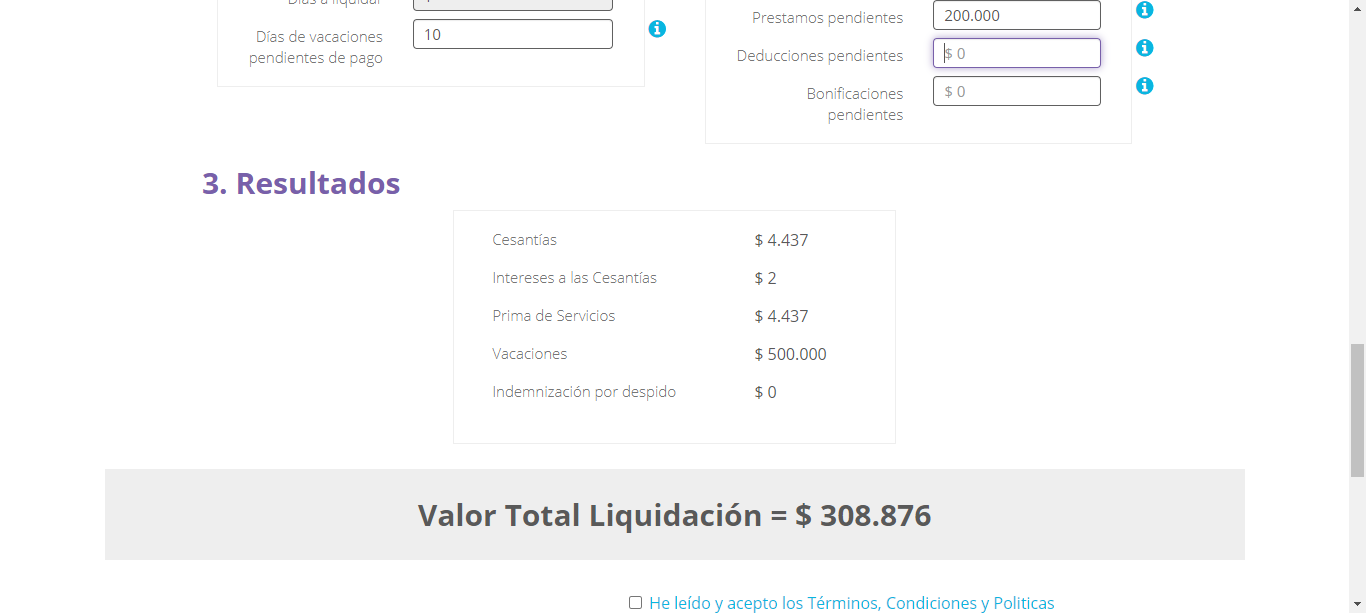 Días a liquidar
Días de vacaciones
pendientes de pago
10
Prestamos pendientes
200.000
Deducciones pendientes
$ 0
Bonificaciones
pendientes
$ 0
3. Resultados
Cesantías
$ 4.437
Intereses a las Cesantías
$ 2
Prima de Servicios
$ 4.437
Vacaciones
$ 500.000
Indemnización por despido
$ 0
Valor Total Liquidación = $ 308.876
He leído y acepto los Términos, Condiciones y Politicas